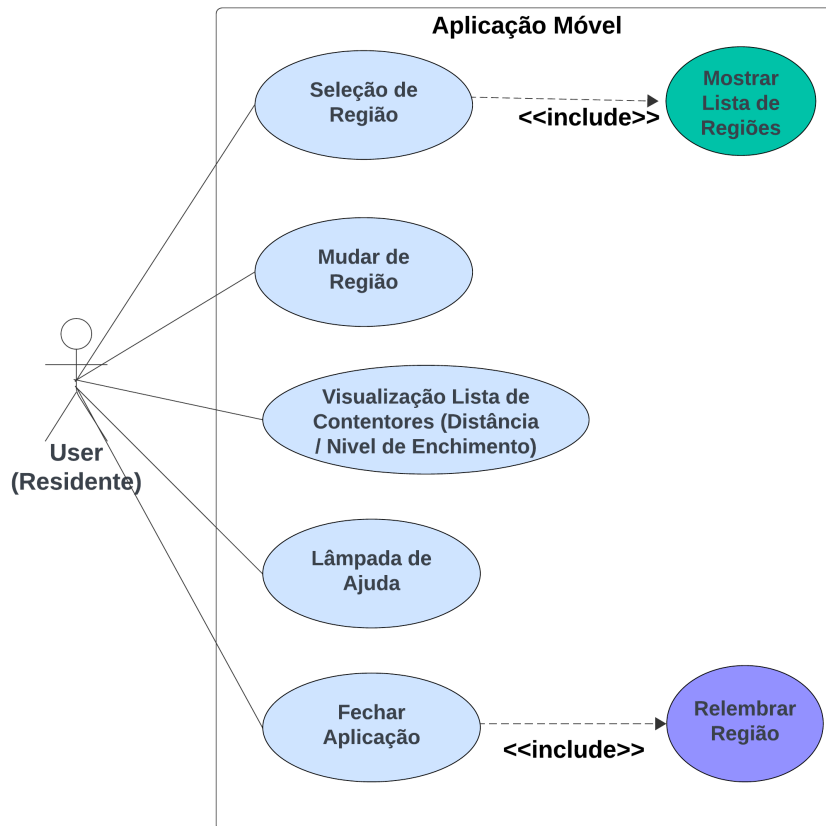 Aplicação Móvel
Seleção de
Região
<<include>>
Mostrar
Lista de
Regiões
Mudar de
Região
Visualização Lista de
Contentores (Distância
/ Nivel de Enchimento)
User
(Residente)
Lâmpada de
Ajuda
Fechar
Aplicação
<<include>>
Relembrar
Região